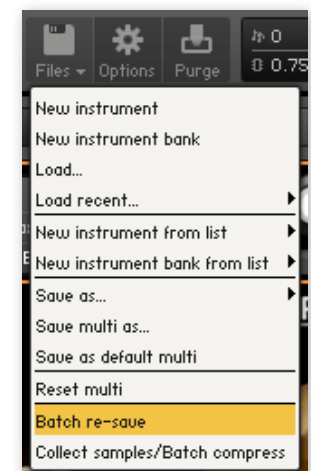 Files Options Purge
0
0.75
New instrument
New instrument bank
Load...
Load recent...
New instrument from list
New instrument bank from list
Save as...
Save multi as...
Save as default multi
Reset multi
Batch re-save
Collect samples/Batch compress